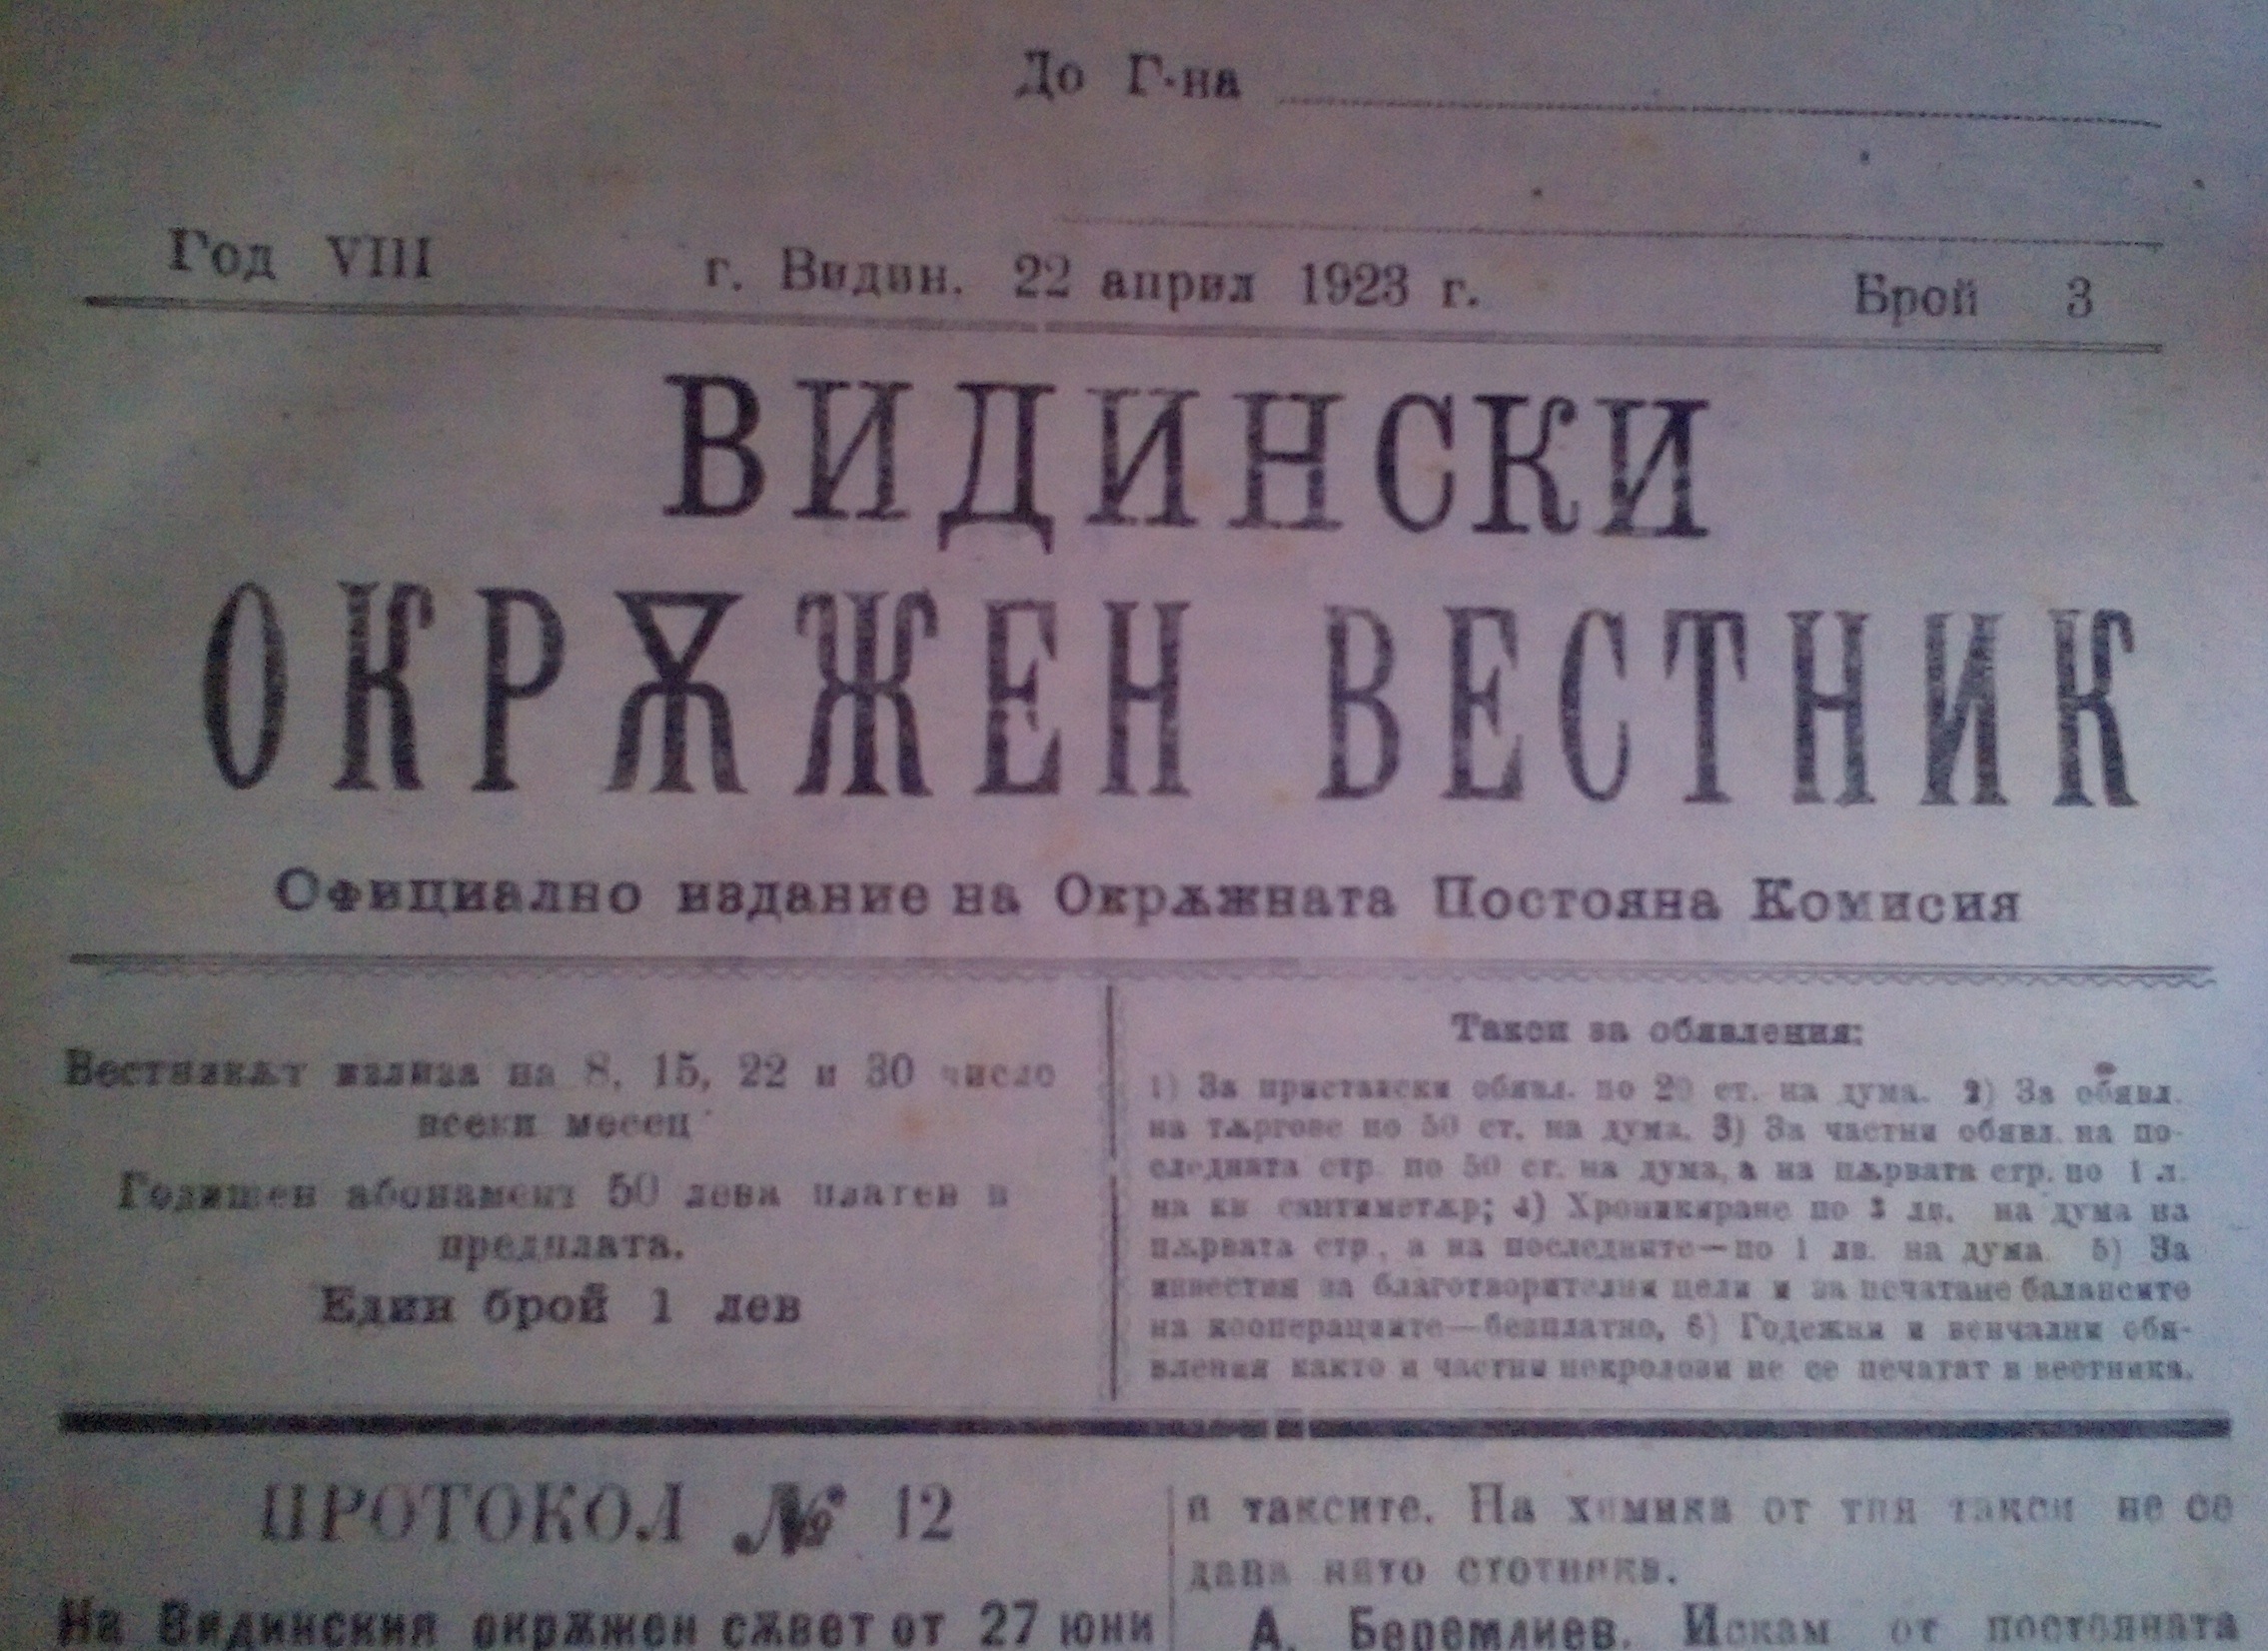 До Г-на
Год VIII г. Видин, 22 април 1923 г. Брой 3
ВИДИНСКИ
ОКРѪЖЕН ВЕСТНИК
Официално издание на Окрѫжната Постояна Комисия
Вестникѫт излиза на 8, 15, 22 и 30 число
всеки месец
Годишен абонамент 50 лева платен в
предплата.
Един брой 1 лев
Такси за обявления:
1) За приставски обявл. по 20 ст. на дума. 2) За обявл.
на тѫргове по 50 ст. на дума. 3) За частни обявл. на по-
следната стр. по 50 ст. на дума, а на пѫрвата стр. по 1 л.
на кв. сантиметѫр; 4) Хроникиране по 3 лв. на дума на
пѫрвата стр., а на последните—по 1 лв. на дума. 5) За
известия за благотворителни цели и за печатане балансите
на кооперациите—безплатно, 6) Годежни и венчални обя-
вления както и частни некролози не се печатат в вестника.
ПРОТОКОЛ № 12
На Видинския окрѫжен сѫвет от 27 юни
и таксите. На химика от тия такси не се
дава нито стотинка.
А. Беремлиев. Искам от постоянната